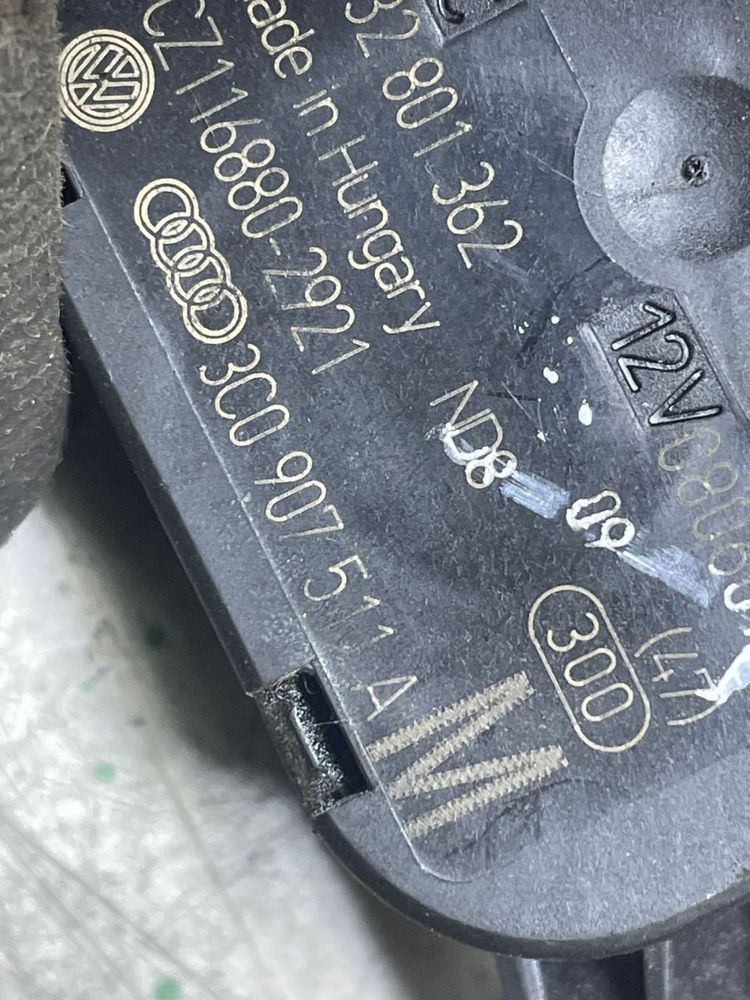 3C0 907 511 A
CZ116880-2921
Made in Hungary
32 801 362
M
ND8 09
300
(47)
12V